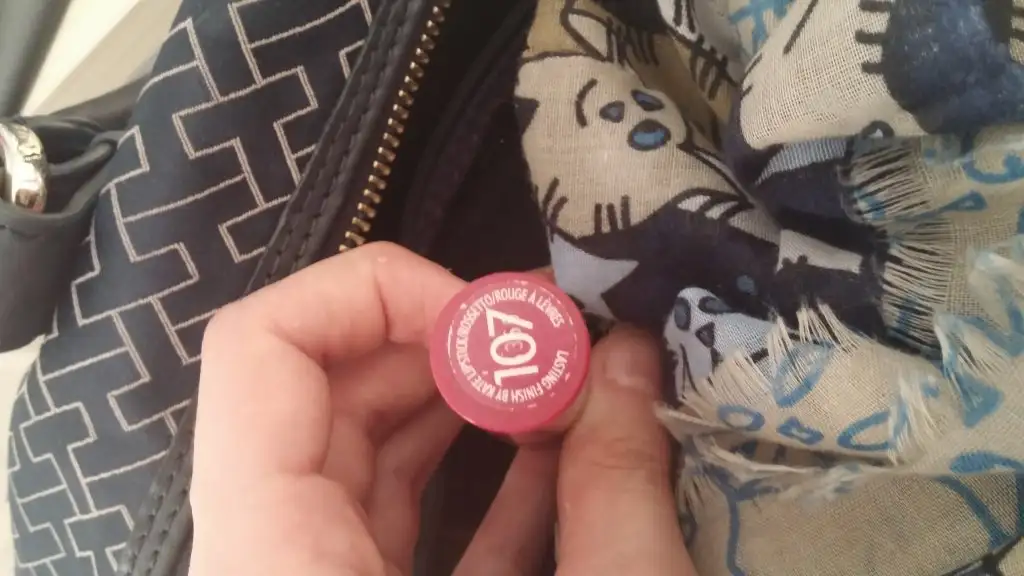 LASTING FINISH BY KATE LIPSTICK/ROSSETTO/ROUGE À LÈVRES
107